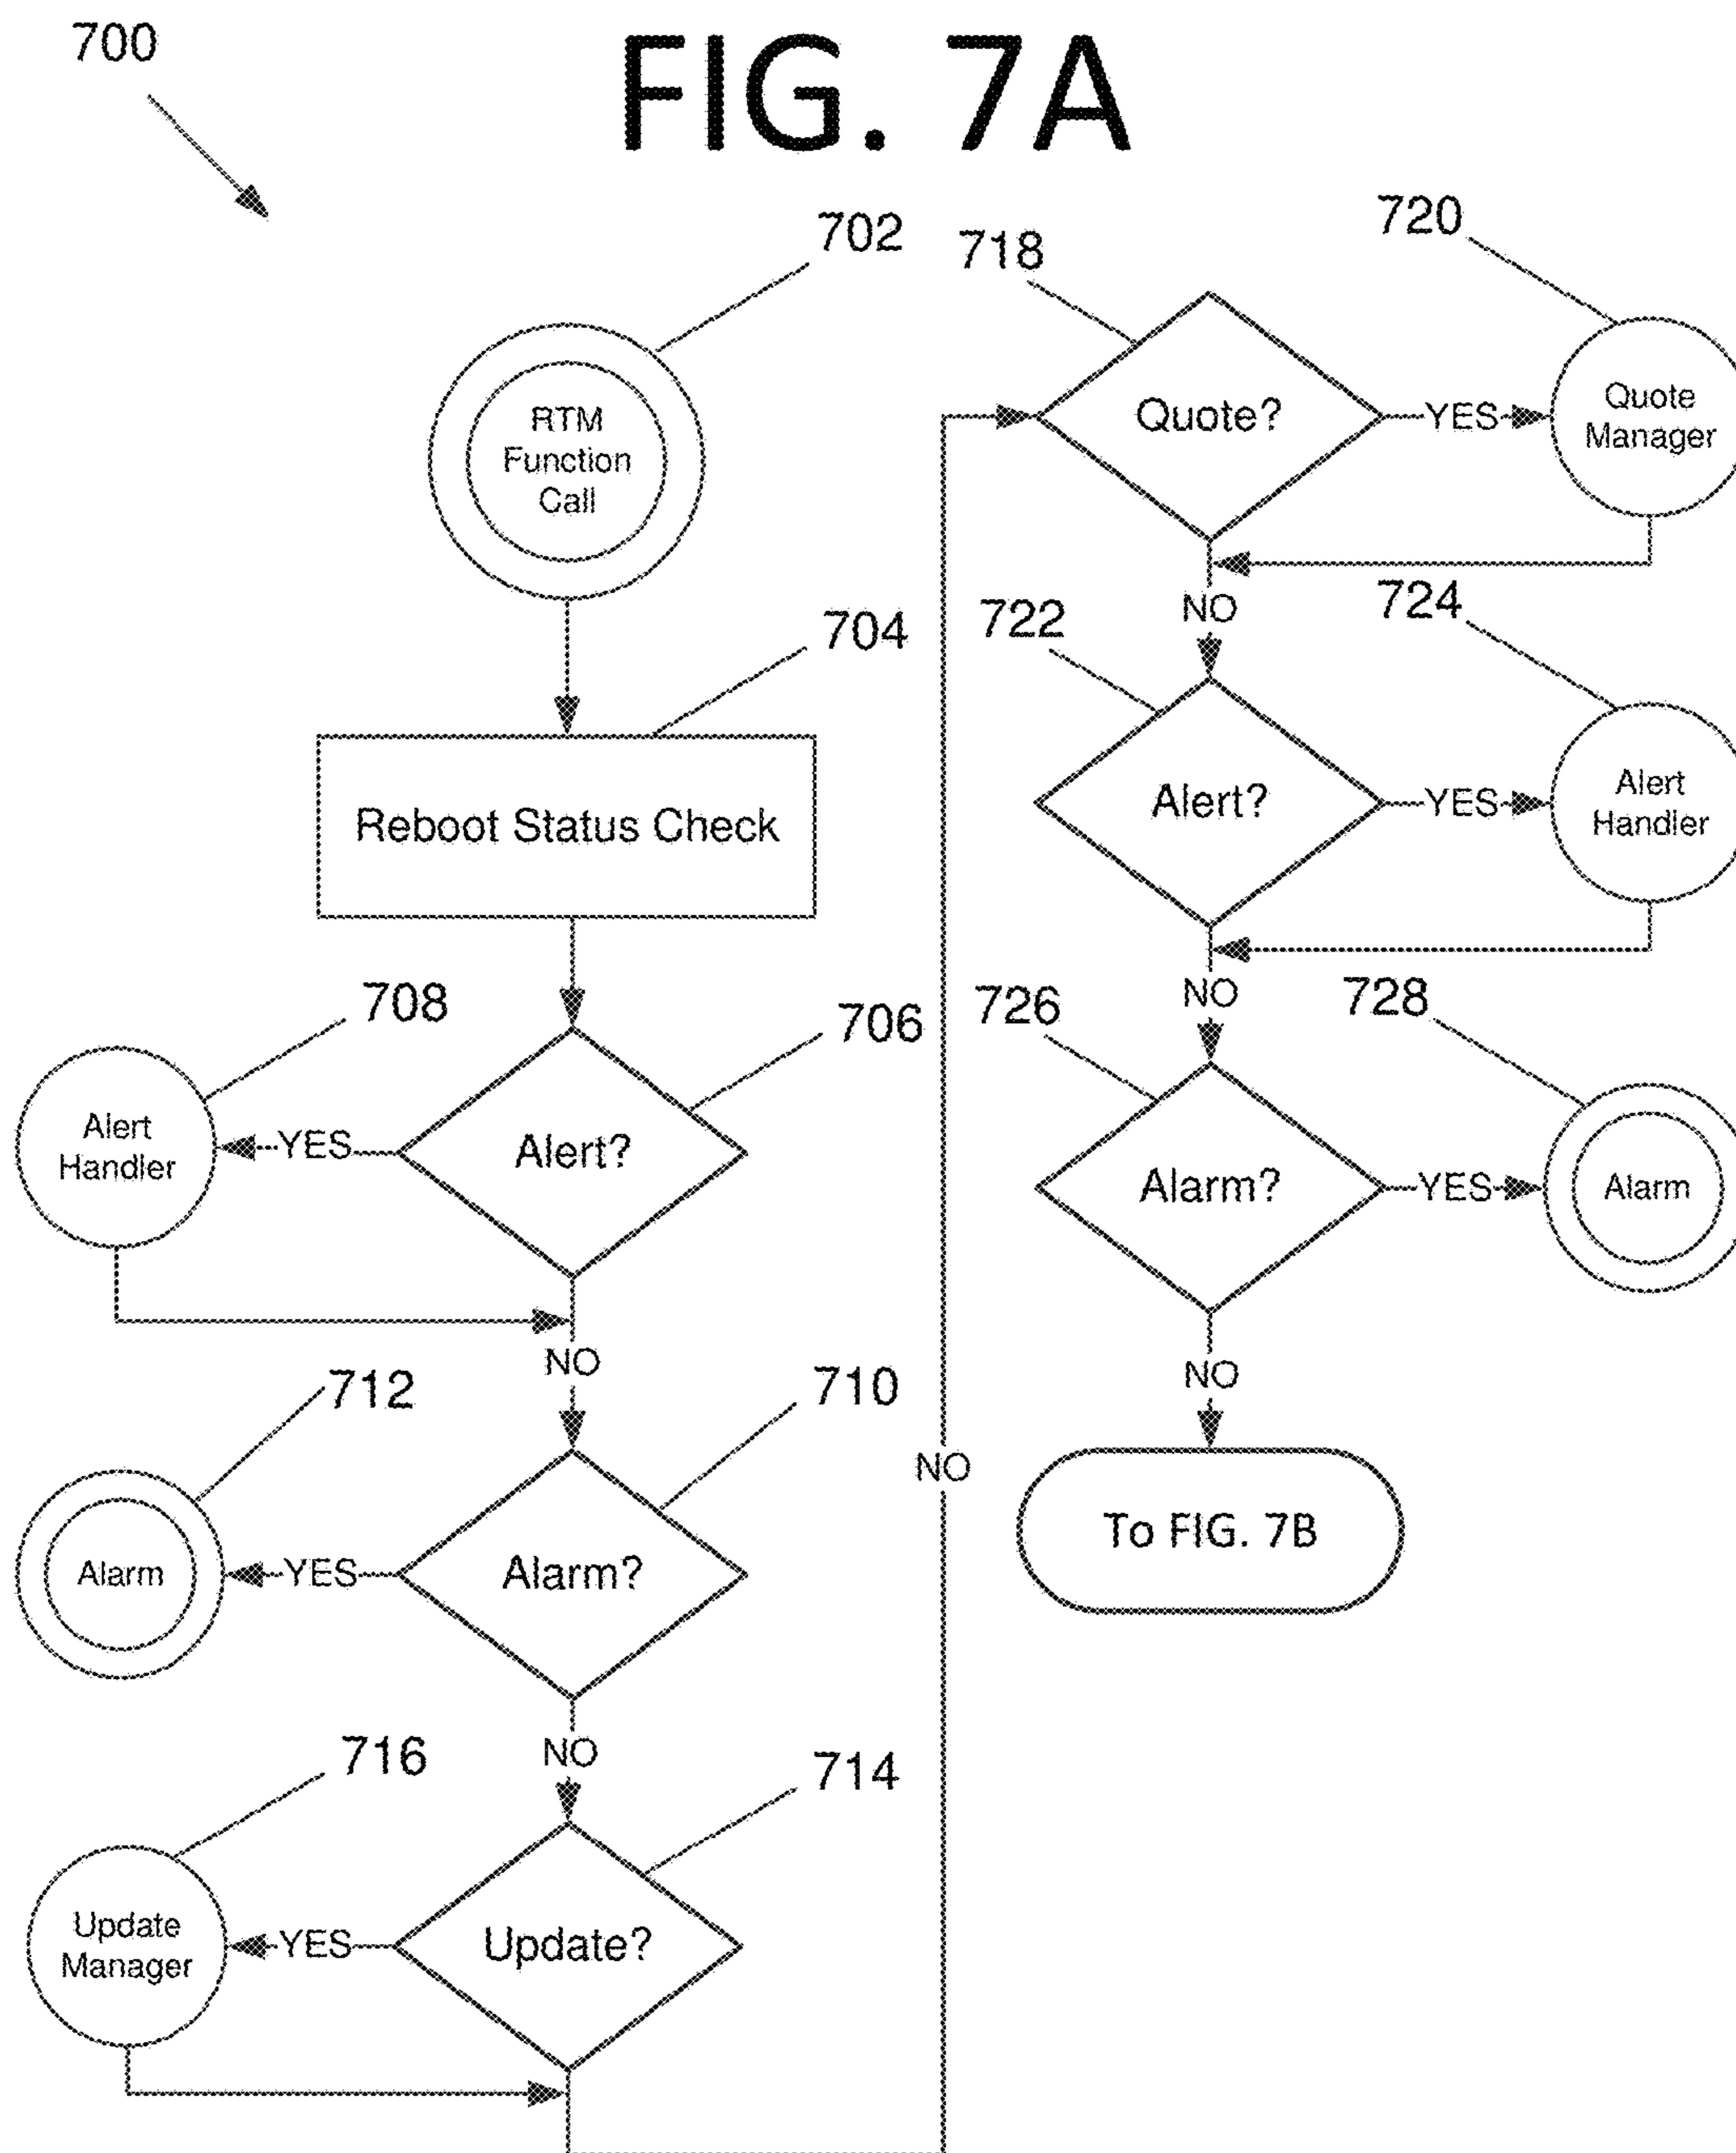 700
FIG. 7A
702
RTM
Function
Call
704
Reboot Status Check
708
706
Alert
Handler
YES
Alert?
NO
712
710
Alarm
YES
Alarm?
NO
716
714
Update
Manager
YES
Update?
NO
718
720
Quote?
YES
Quote
Manager
NO
722
724
Alert?
YES
Alert
Handler
NO
726
728
Alarm?
YES
Alarm
NO
To FIG. 7B